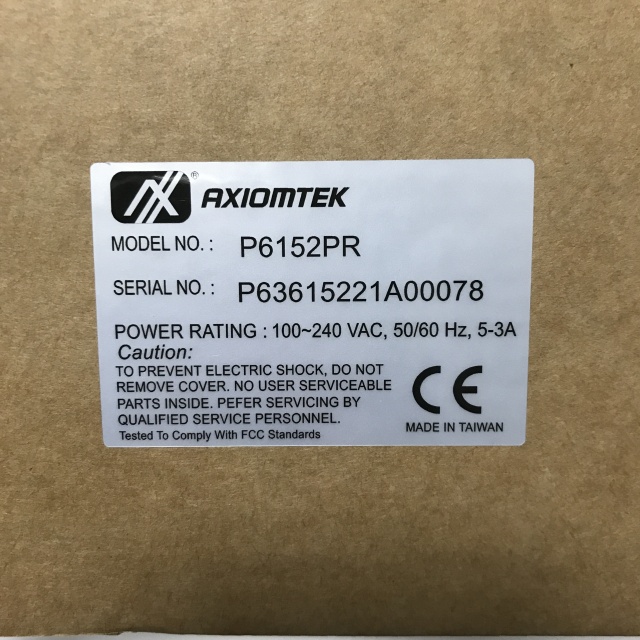 ® AXIOMTEK
MODEL NO. : P6152PR
SERIAL NO. : P63615221A00078
POWER RATING : 100~240 VAC, 50/60 Hz, 5-3A
Caution:
TO PREVENT ELECTRIC SHOCK, DO NOT
REMOVE COVER. NO USER SERVICEABLE
PARTS INSIDE. PEFER SERVICING BY
QUALIFIED SERVICE PERSONNEL.
Tested To Comply With FCC Standards
CE
MADE IN TAIWAN